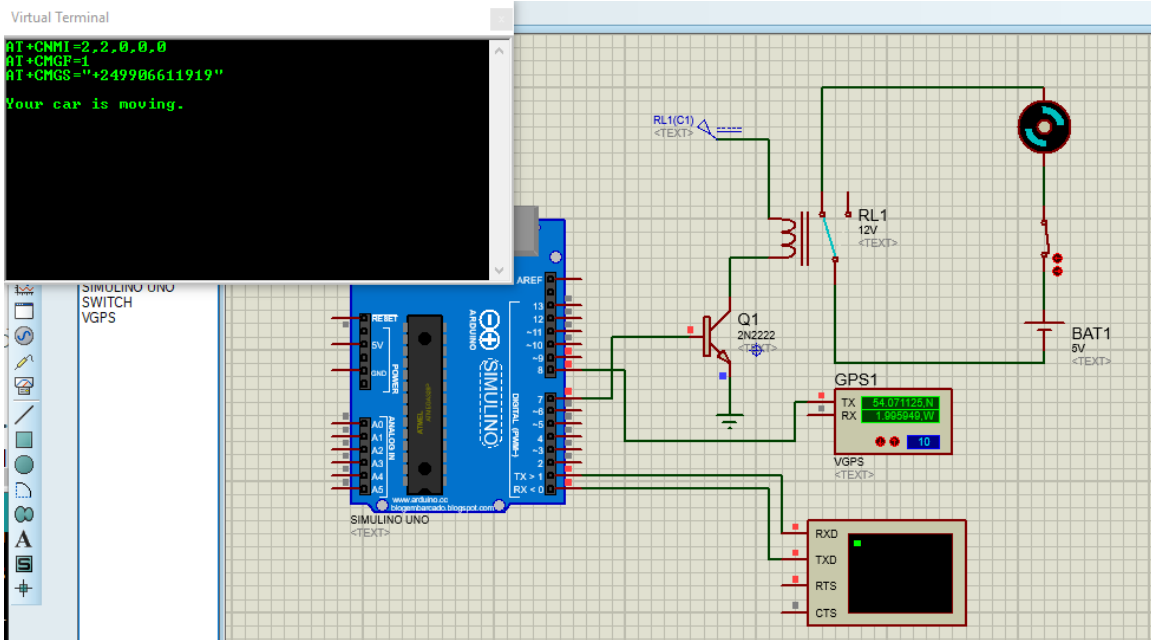 Virtual Terminal
x
AT+CNMI=2,2,0,0,0
AT+CMGF=1
AT+CMGS="+249906611919"
Your car is moving.
SIMULINO UNO
SWITCH
VGPS
A
S
RL1(C1)
<TEXT>
RL1
12V
<TEXT>
Q1
2N2222
<TEXT>
BAT1
5V
<TEXT>
GPS1
TX 54.071125,N
RX 1.995949,W
10
VGPS
<TEXT>
AREF
13
12
~11
~10
~9
8
7
~6
~5
4
~3
2
TX > 1
RX < 0
RESET
5V
GND
POWER
A0
A1
A2
A3
A4
A5
ANALOG IN
ATMEL
ARDUINO
SIMULINO
DIGITAL (PWM~)
www.arduino.cc
blogembarcado.blogspot.com
SIMULINO UNO
<TEXT>
RXD
TXD
RTS
CTS